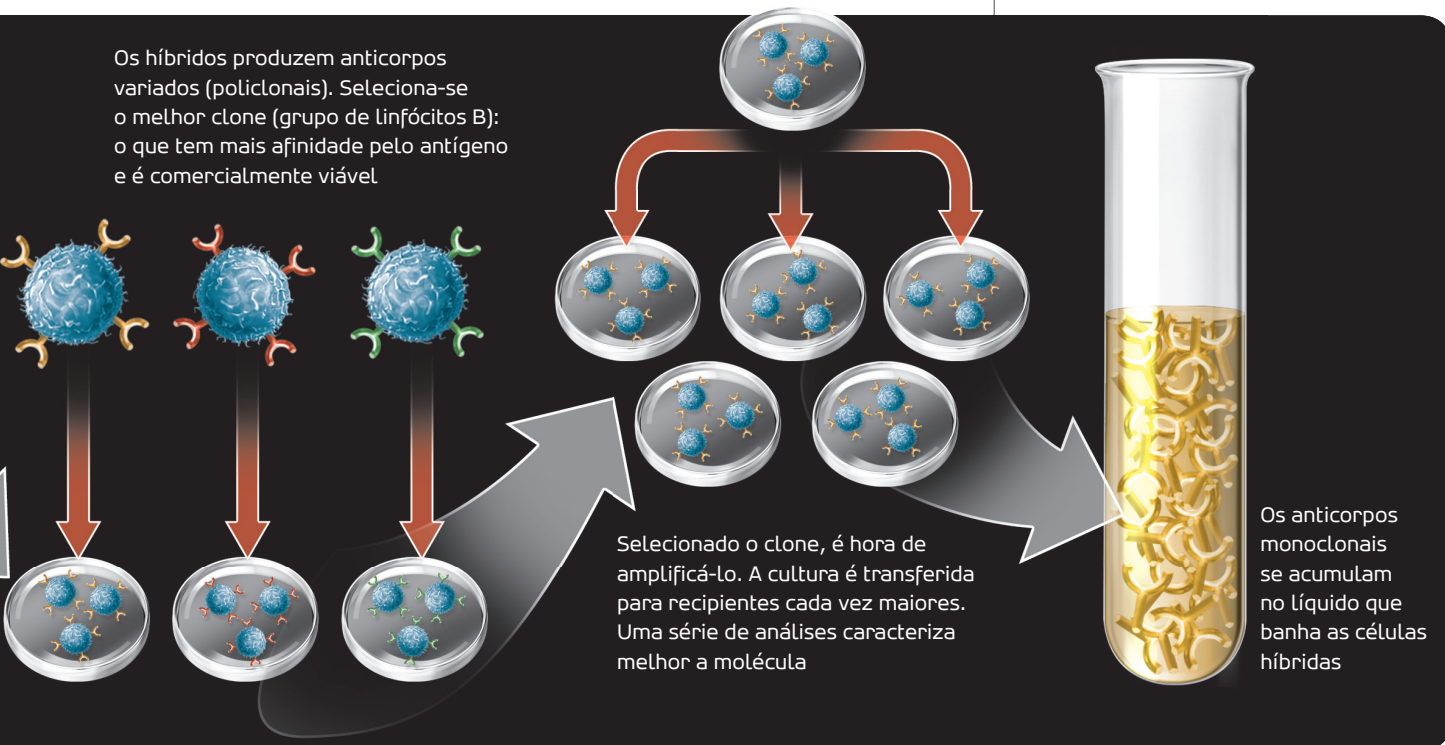 Os híbridos produzem anticorpos
variados (policlonais). Seleciona-se
o melhor clone (grupo de linfócitos B):
o que tem mais afinidade pelo antígeno
e é comercialmente viável
Selecionado o clone, é hora de
amplificá-lo. A cultura é transferida
para recipientes cada vez maiores.
Uma série de análises caracteriza
melhor a molécula
Os anticorpos
monoclonais
se acumulam
no líquido que
banha as células
híbridas